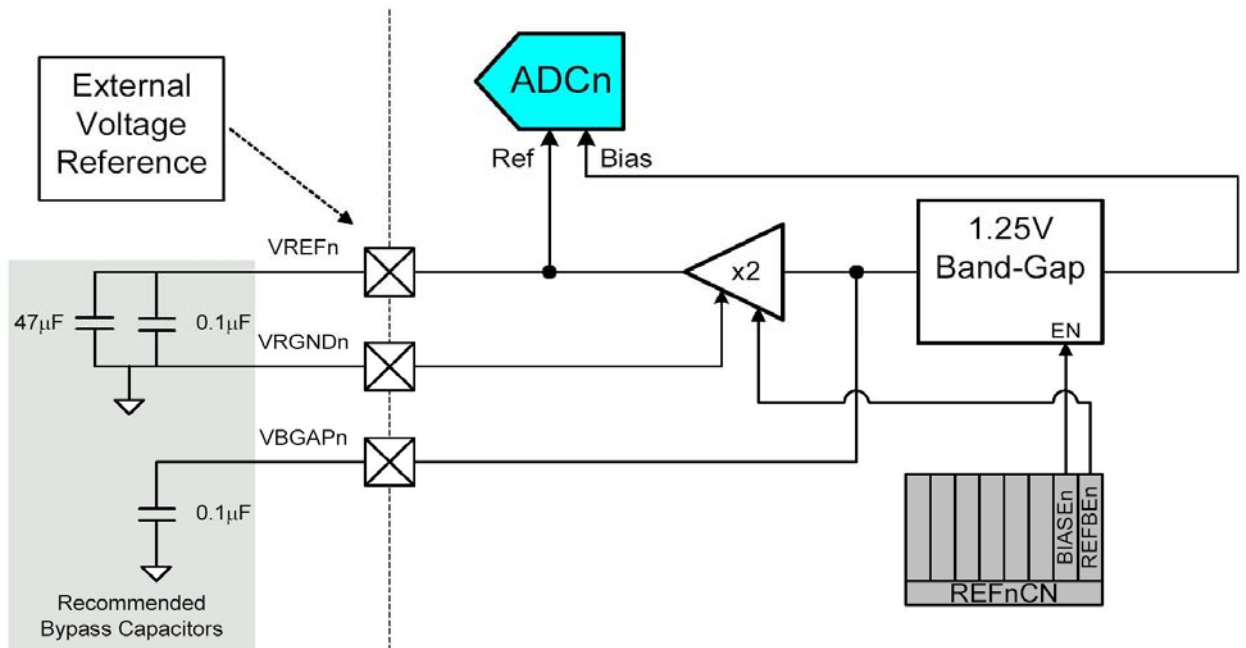 External
Voltage
Reference
ADCn
Ref
Bias
VREFn
x2
1.25V
Band-Gap
EN
47µF
0.1µF
VRGNDn
VBGAPn
0.1µF
BIASEn
REFBEn
REFnCN
Recommended
Bypass Capacitors